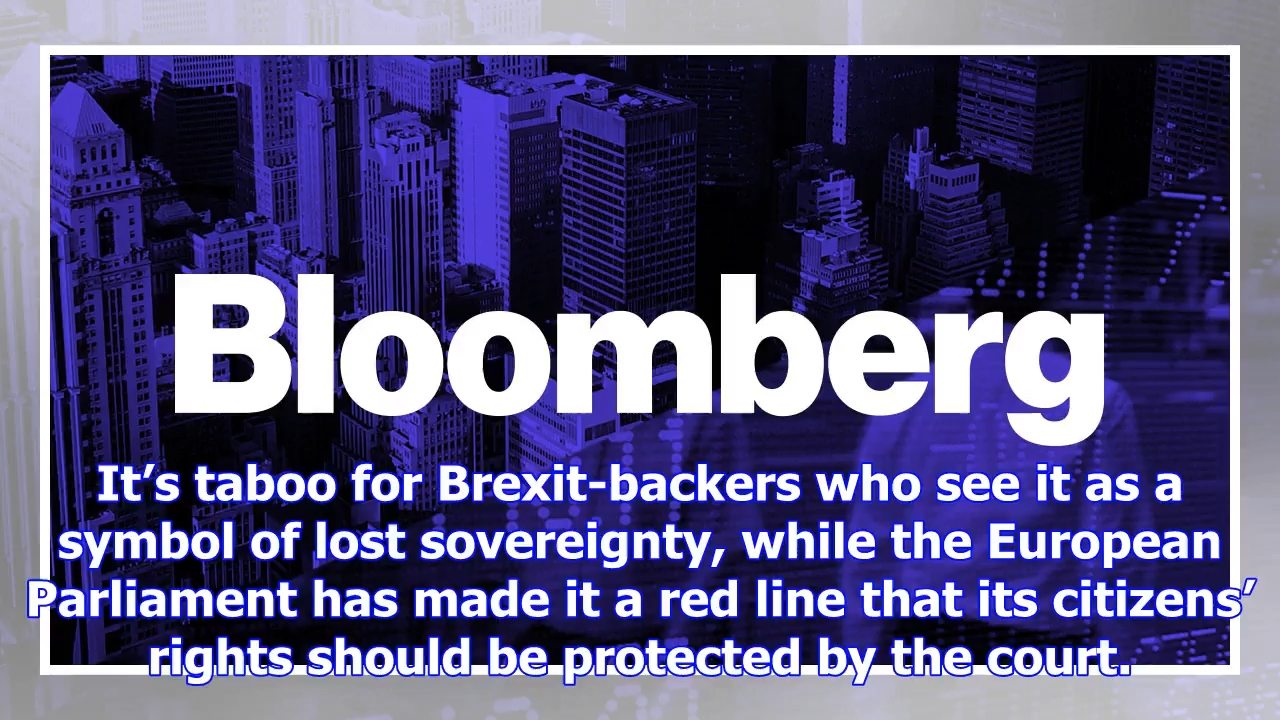 Bloomberg
It’s taboo for Brexit-backers who see it as a
symbol of lost sovereignty, while the European
Parliament has made it a red line that its citizens’
rights should be protected by the court.